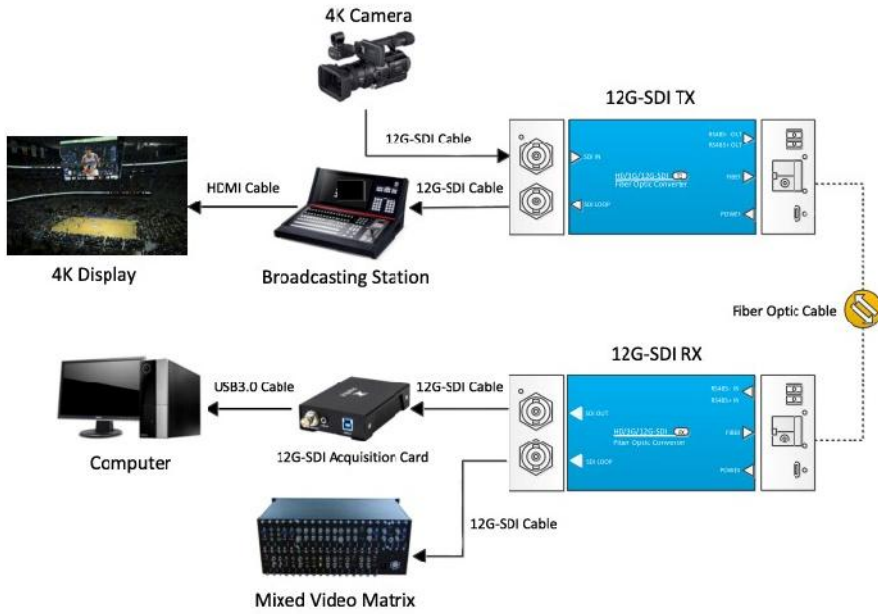 4K Camera
12G-SDI TX
12G-SDI Cable
RS485- OUT
RS485+ OUT
SDI IN
HD/3G/12G-SDI
Fiber Optic Converter
FIBER
HDMI Cable
12G-SDI Cable
SDI LOOP
POWER
4K Display
Broadcasting Station
Fiber Optic Cable
12G-SDI RX
USB3.0 Cable
12G-SDI Cable
RS485- IN
RS485+ IN
SDI OUT
HD/3G/12G-SDI
Fiber Optic Converter
FIBER
Computer
12G-SDI Acquisition Card
SDI LOOP
POWER
12G-SDI Cable
Mixed Video Matrix